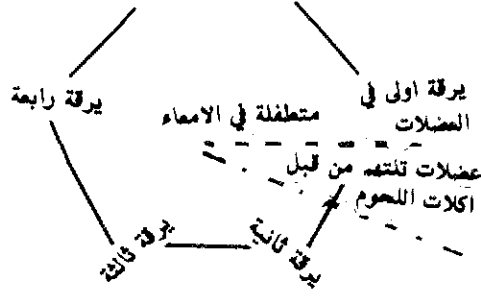 يرقة اولى في
العضلات
متطفلة في الامعاء
يرقة رابعة
عضلات تلتهم من قبل
اكلات اللحوم
يرقة ثانية
يرقة ثالثة